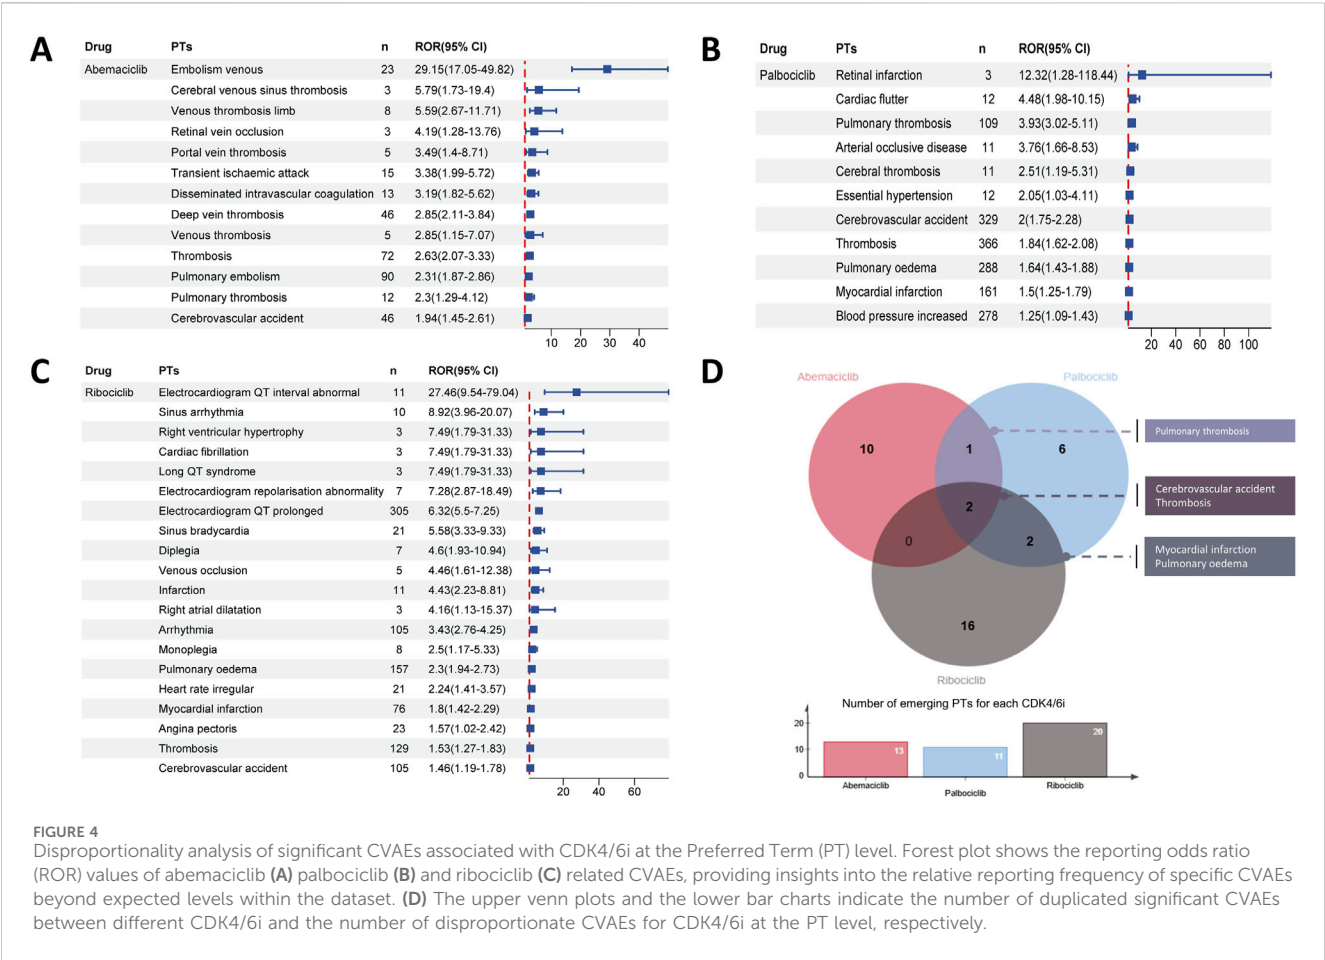 A
Drug PTs n ROR(95% CI)
Abemaciclib Embolism venous 23 29.15(17.05-49.82)
Cerebral venous sinus thrombosis 3 5.79(1.73-19.4)
Venous thrombosis limb 8 5.59(2.67-11.71)
Retinal vein occlusion 3 4.19(1.28-13.76)
Portal vein thrombosis 5 3.49(1.4-8.71)
Transient ischaemic attack 15 3.38(1.99-5.72)
Disseminated intravascular coagulation 13 3.19(1.82-5.62)
Deep vein thrombosis 46 2.85(2.11-3.84)
Venous thrombosis 5 2.85(1.15-7.07)
Thrombosis 72 2.63(2.07-3.33)
Pulmonary embolism 90 2.31(1.87-2.86)
Pulmonary thrombosis 12 2.3(1.29-4.12)
Cerebrovascular accident 46 1.94(1.45-2.61)
10 20 30 40
B
Drug PTs n ROR(95% CI)
Palbociclib Retinal infarction 3 12.32(1.28-118.44)
Cardiac flutter 12 4.48(1.98-10.15)
Pulmonary thrombosis 109 3.93(3.02-5.11)
Arterial occlusive disease 11 3.76(1.66-8.53)
Cerebral thrombosis 11 2.51(1.19-5.31)
Essential hypertension 12 2.05(1.03-4.11)
Cerebrovascular accident 329 2(1.75-2.28)
Thrombosis 366 1.84(1.62-2.08)
Pulmonary oedema 288 1.64(1.43-1.88)
Myocardial infarction 161 1.5(1.25-1.79)
Blood pressure increased 278 1.25(1.09-1.43)
20 40 60 80 100
C
Drug PTs n ROR(95% CI)
Ribociclib Electrocardiogram QT interval abnormal 11 27.46(9.54-79.04)
Sinus arrhythmia 10 8.92(3.96-20.07)
Right ventricular hypertrophy 3 7.49(1.79-31.33)
Cardiac fibrillation 3 7.49(1.79-31.33)
Long QT syndrome 3 7.49(1.79-31.33)
Electrocardiogram repolarisation abnormality 7 7.28(2.87-18.49)
Electrocardiogram QT prolonged 305 6.32(5.5-7.25)
Sinus bradycardia 21 5.58(3.33-9.33)
Diplegia 7 4.6(1.93-10.94)
Venous occlusion 5 4.46(1.61-12.38)
Infarction 11 4.43(2.23-8.81)
Right atrial dilatation 3 4.16(1.13-15.37)
Arrhythmia 105 3.43(2.76-4.25)
Monoplegia 8 2.5(1.17-5.33)
Pulmonary oedema 157 2.3(1.94-2.73)
Heart rate irregular 21 2.24(1.41-3.57)
Myocardial infarction 76 1.8(1.42-2.29)
Angina pectoris 23 1.57(1.02-2.42)
Thrombosis 129 1.53(1.27-1.83)
Cerebrovascular accident 105 1.46(1.19-1.78)
20 40 60
D
Abemaciclib Palbociclib
10 1 6
2
0 2
16
Ribociclib
Pulmonary thrombosis
Cerebrovascular accident
Thrombosis
Myocardial infarction
Pulmonary oedema
Number of emerging PTs for each CDK4/6i
20
10
0
13 11 20
Abemaciclib Palbociclib Ribociclib
FIGURE 4
Disproportionality analysis of significant CVAEs associated with CDK4/6i at the Preferred Term (PT) level. Forest plot shows the reporting odds ratio
(ROR) values of abemaciclib (A) palbociclib (B) and ribociclib (C) related CVAEs, providing insights into the relative reporting frequency of specific CVAEs
beyond expected levels within the dataset. (D) The upper venn plots and the lower bar charts indicate the number of duplicated significant CVAEs
between different CDK4/6i and the number of disproportionate CVAEs for CDK4/6i at the PT level, respectively.